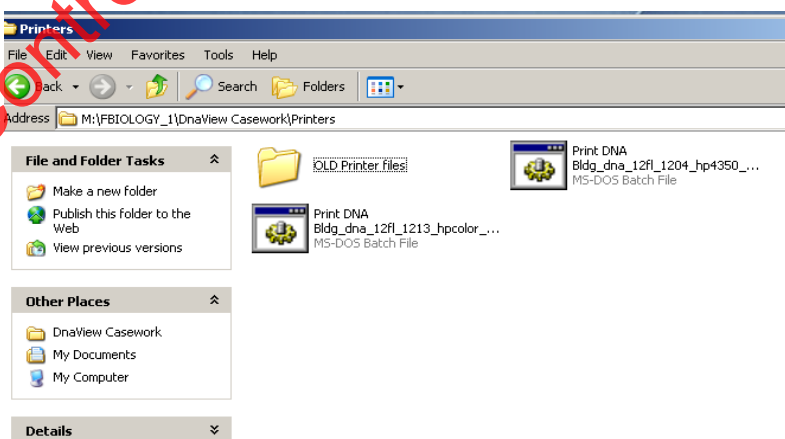 Printers
File Edit View Favorites Tools Help
Back Search Folders
Address M:\FBIOLOGY_1\DnaView Casework\Printers
File and Folder Tasks
Make a new folder
Publish this folder to the
Web
View previous versions
Other Places
DnaView Casework
My Documents
My Computer
Details
OLD Printer files
Print DNA
Bldg_dna_12fl_1204_hp4350_...
MS-DOS Batch File
Print DNA
Bldg_dna_12fl_1213_hpcolor_...
MS-DOS Batch File